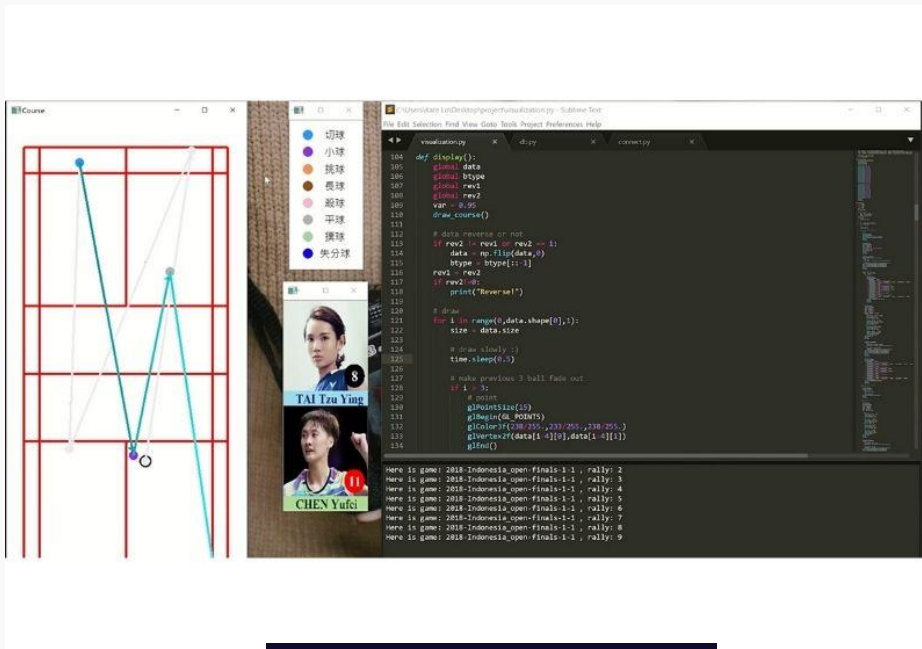 Course
切球
小球
挑球
長球
殺球
平球
撲球
失分球
8
TAI Tzu Ying
11
CHEN Yufei
C:\Users\Marc Lu\Desktop\project\visualization.py - Sublime Text
File Edit Selection Find View Goto Tools Project Preferences Help
visualization.py
db.py
connect.py
104 def display():
105 global data
106 global btype
107 global rev1
108 global rev2
109 var = 0.95
110 draw_course()
111
112 # data reverse or not
113 if rev2 != rev1 or rev2 == 1:
114 data = np.flip(data,0)
115 btype = btype[::-1]
116 rev1 = rev2
117 if rev2!=0:
118 print("Reverse!")
119
120 # draw
121 for i in range(0,data.shape[0],1):
122 size = data.size
123
124 # draw slowly :)
125 time.sleep(0.5)
126
127 # make previous 3 ball fade out
128 if i > 3:
129 # point
130 glPointSize(15)
131 glBegin(GL_POINTS)
132 glColor3f(238/255.,233/255.,238/255.)
133 glVertex2f(data[i-4][0],data[i-4][1])
134 glEnd()
Here is game: 2018-Indonesia_open-finals-1-1 , rally: 2
Here is game: 2018-Indonesia_open-finals-1-1 , rally: 3
Here is game: 2018-Indonesia_open-finals-1-1 , rally: 4
Here is game: 2018-Indonesia_open-finals-1-1 , rally: 5
Here is game: 2018-Indonesia_open-finals-1-1 , rally: 6
Here is game: 2018-Indonesia_open-finals-1-1 , rally: 7
Here is game: 2018-Indonesia_open-finals-1-1 , rally: 8
Here is game: 2018-Indonesia_open-finals-1-1 , rally: 9